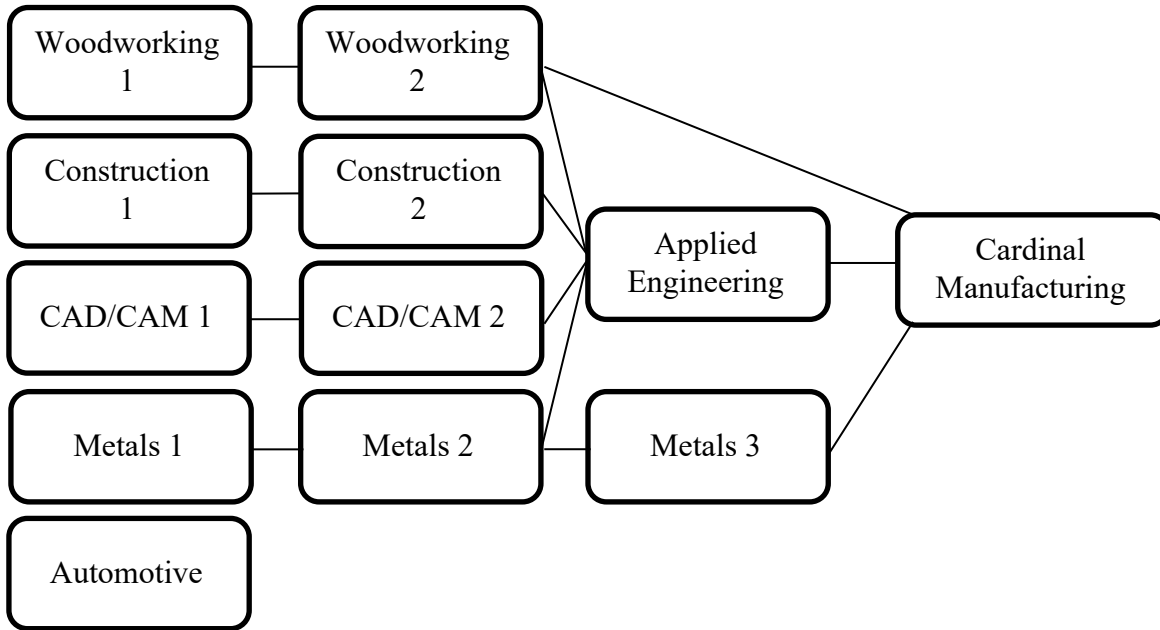 Woodworking
1
Woodworking
2
Construction
1
Construction
2
Applied
Engineering
Cardinal
Manufacturing
CAD/CAM 1
CAD/CAM 2
Metals 1
Metals 2
Metals 3
Automotive